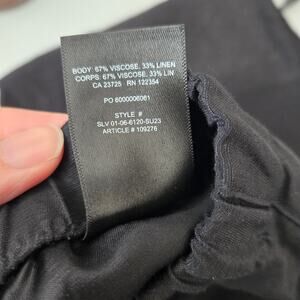 BODY: 67% VISCOSE, 33% LINEN
CORPS: 67% VISCOSE, 33% LIN
CA 23725 RN 122354
PO 6000006061
STYLE #
SLV 01-06-6120-SU23
ARTICLE # 109276